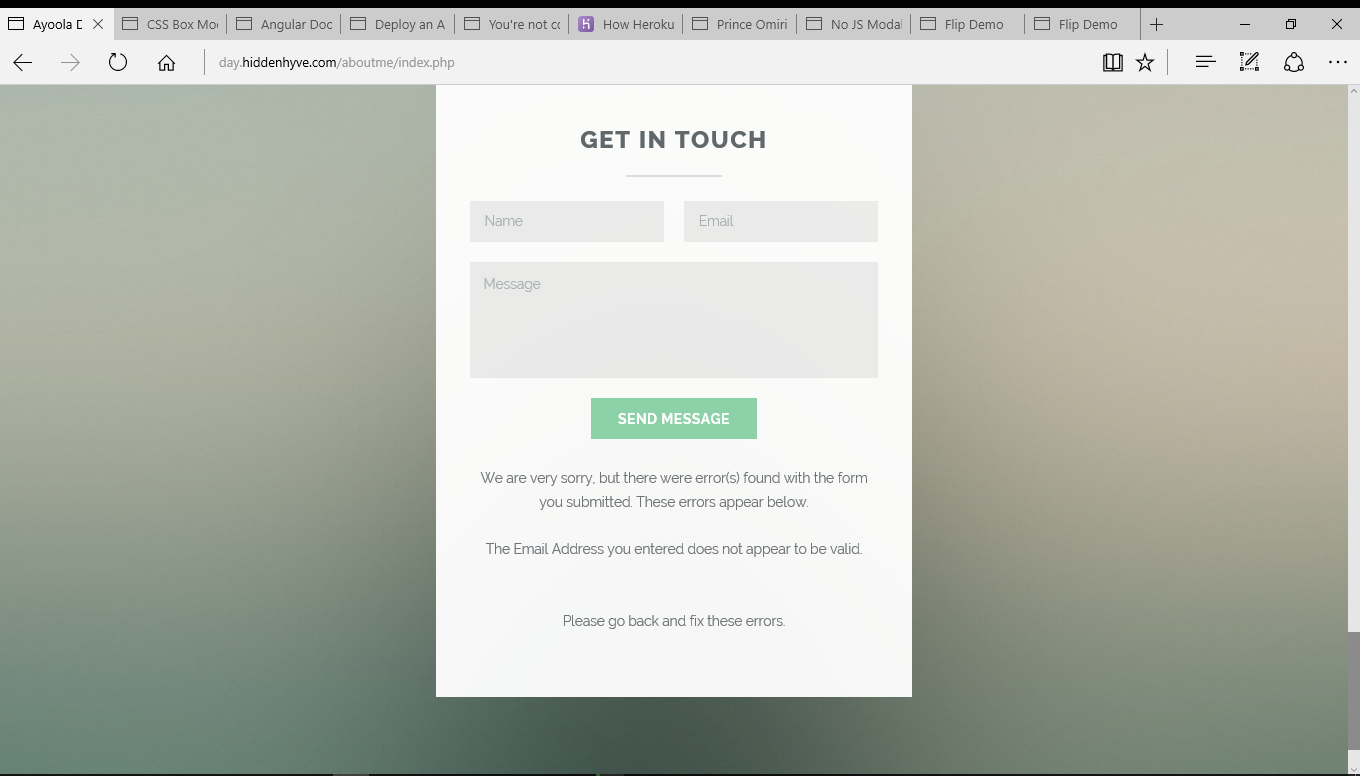 Ayoola D
CSS Box Mo
Angular Doc
Deploy an A
You're not co
How Heroku
Prince Omiri
No JS Modal
Flip Demo
Flip Demo
day.hiddenhyve.com/aboutme/index.php
GET IN TOUCH
Name
Email
Message
SEND MESSAGE
We are very sorry, but there were error(s) found with the form
you submitted. These errors appear below.
The Email Address you entered does not appear to be valid.
Please go back and fix these errors.